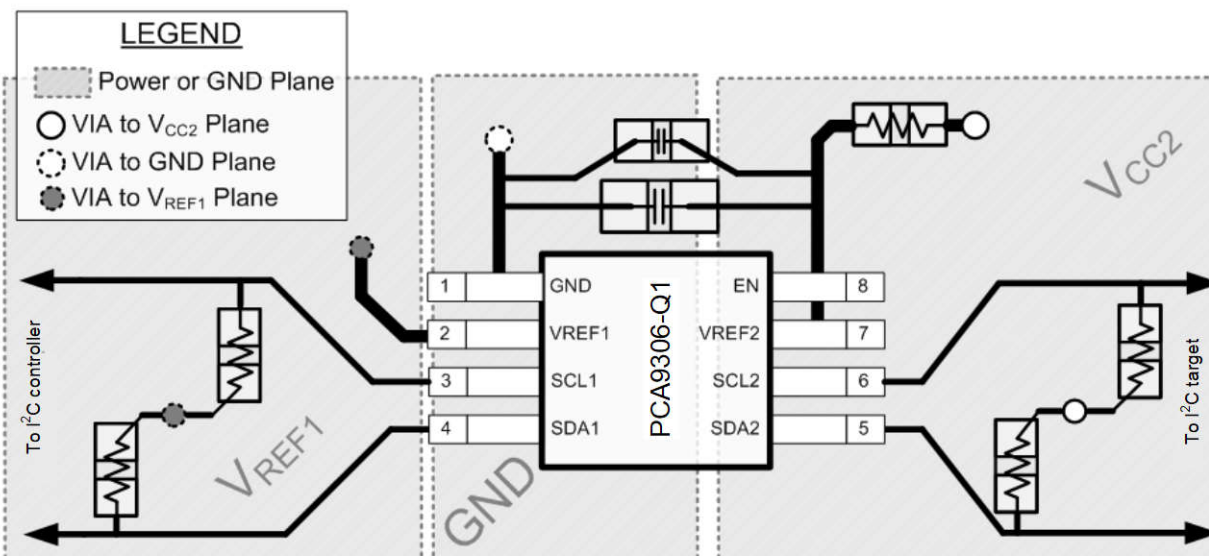 LEGEND
Power or GND Plane
VIA to VCC2 Plane
VIA to GND Plane
VIA to VREF1 Plane
VCC2
1 GND
2 VREF1
3 SCL1
4 SDA1
PCA9306-Q1
EN 8
VREF2 7
SCL2 6
SDA2 5
To I²C controller
VREF1
GND
To I²C target